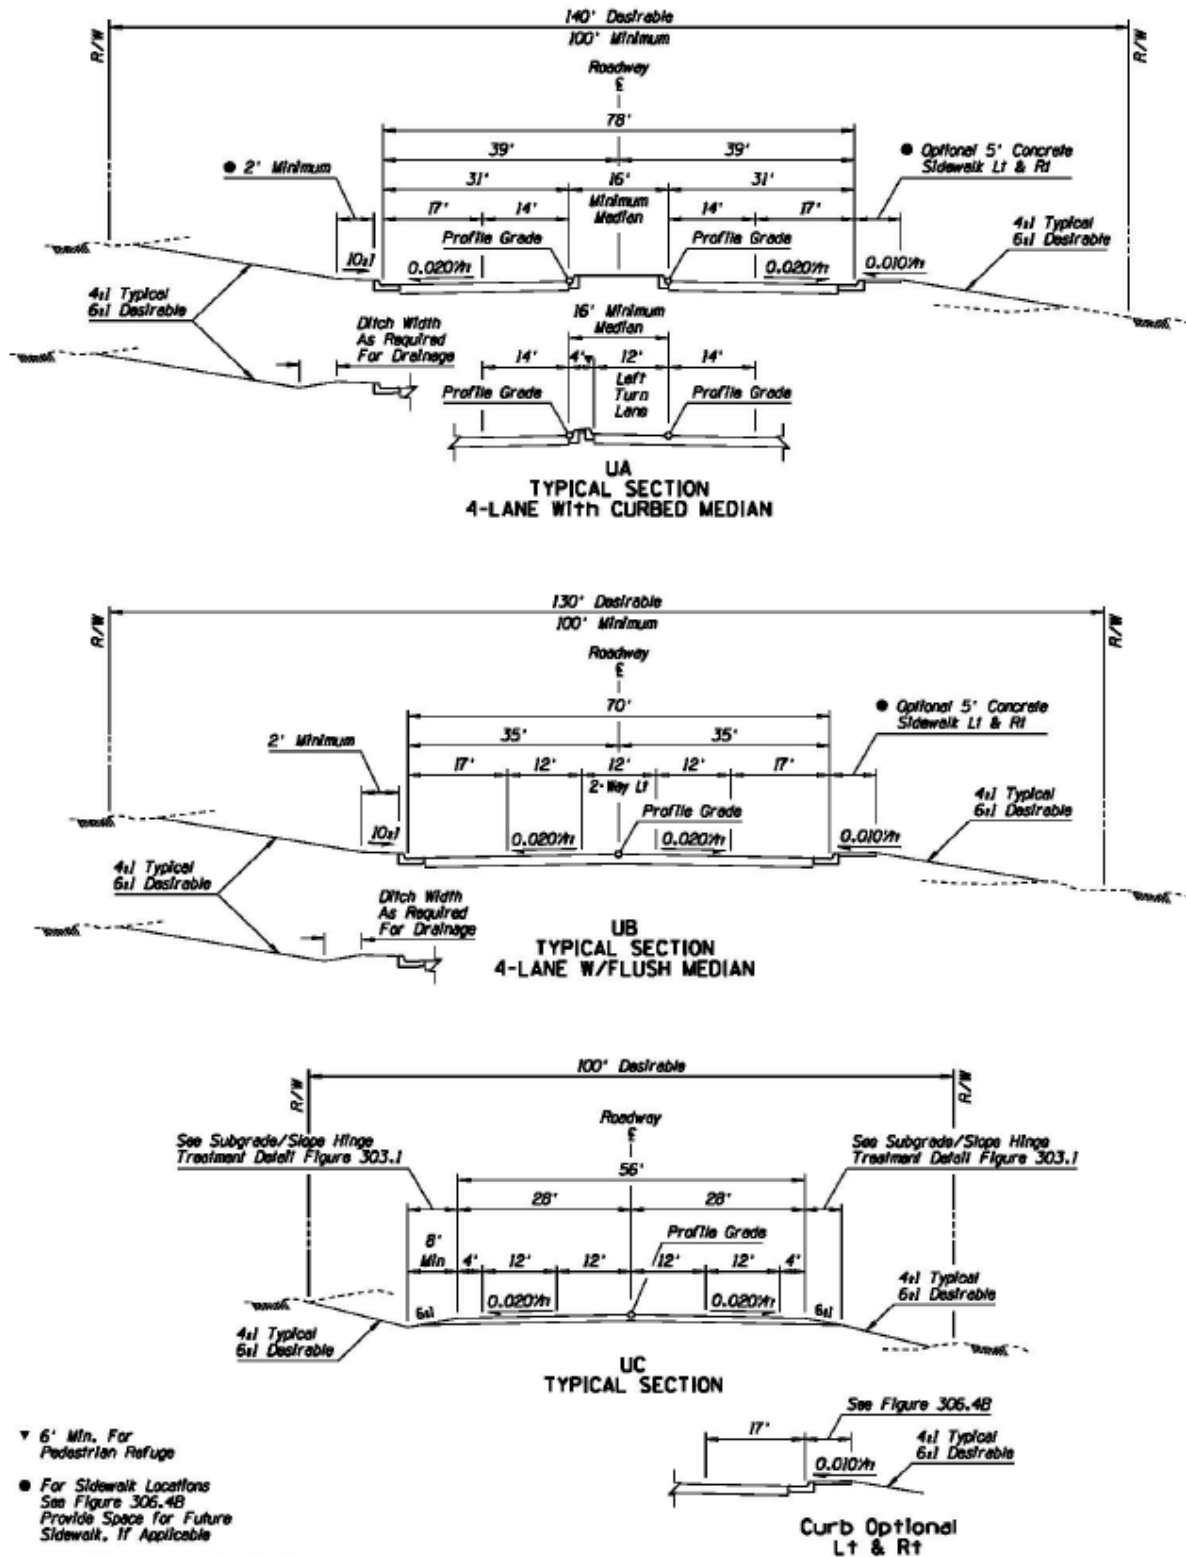 140' Desirable
100' Minimum
R/W
R/W
Roadway
℄
78'
39'
39'
● 2' Minimum
● Optional 5' Concrete
Sidewalk Lt & Rt
31'
16'
31'
Minimum
Median
17'
14'
14'
17'
4:1 Typical
6:1 Desirable
Profile Grade
Profile Grade
10:1
0.020'/ft
0.020'/ft
0.010'/ft
4:1 Typical
6:1 Desirable
16' Minimum
Median
Ditch Width
As Required
For Drainage
14'
4'▼
12'
14'
Left
Turn
Lane
Profile Grade
Profile Grade
UA
TYPICAL SECTION
4-LANE With CURBED MEDIAN
130' Desirable
100' Minimum
R/W
R/W
Roadway
℄
70'
● Optional 5' Concrete
Sidewalk Lt & Rt
35'
35'
2' Minimum
17'
12'
12'
12'
17'
2-Way Lt
4:1 Typical
6:1 Desirable
Profile Grade
10:1
0.020'/ft
0.020'/ft
0.010'/ft
4:1 Typical
6:1 Desirable
Ditch Width
As Required
For Drainage
UB
TYPICAL SECTION
4-LANE W/FLUSH MEDIAN
100' Desirable
R/W
R/W
Roadway
℄
See Subgrade/Slope Hinge
Treatment Detail Figure 303.1
See Subgrade/Slope Hinge
Treatment Detail Figure 303.1
56'
28'
28'
Profile Grade
8'
Min
4'
12'
12'
12'
12'
4'
4:1 Typical
6:1 Desirable
6:1
0.020'/ft
0.020'/ft
6:1
4:1 Typical
6:1 Desirable
UC
TYPICAL SECTION
See Figure 306.4B
17'
4:1 Typical
6:1 Desirable
0.010'/ft
▼ 6' Min. For
Pedestrian Refuge
● For Sidewalk Locations
See Figure 306.4B
Provide Space for Future
Sidewalk, If Applicable
Curb Optional
Lt & Rt